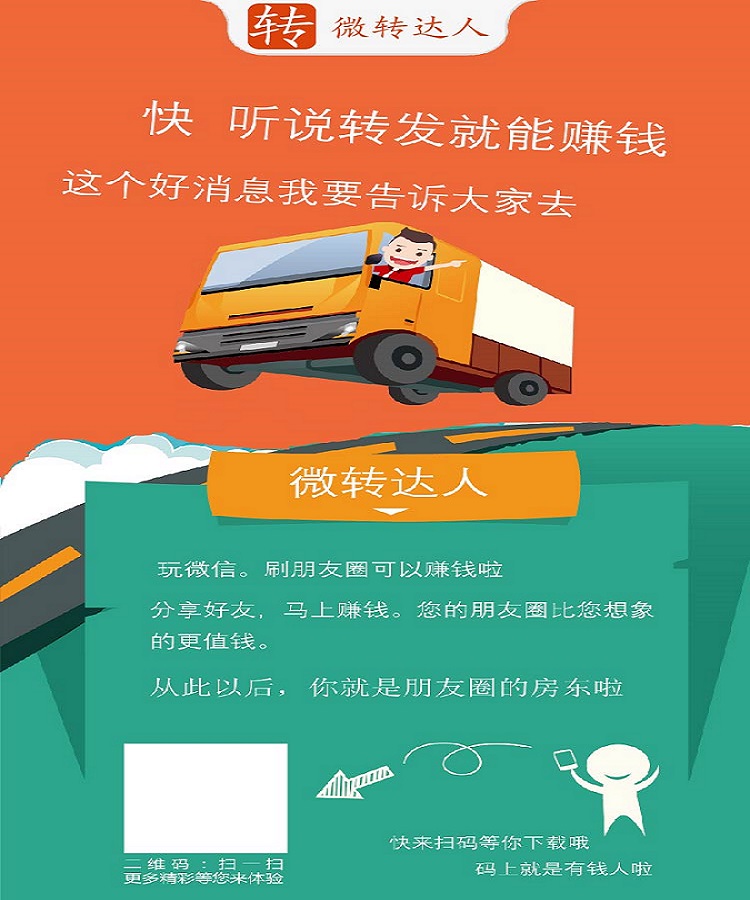 转 微转达人
快 听说转发就能赚钱
这个好消息我要告诉大家去
微转达人
玩微信。刷朋友圈可以赚钱啦
分享好友，马上赚钱。您的朋友圈比您想象
的更值钱。
从此以后，你就是朋友圈的房东啦
快来扫码等你下载哦
码上就是有钱人啦
二维码：扫一扫
更多精彩等您来体验